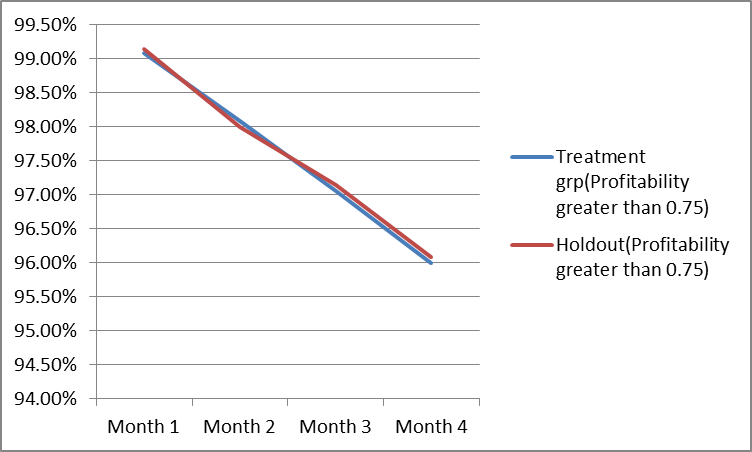 99.50%
99.00%
98.50%
98.00%
97.50%
97.00%
96.50%
96.00%
95.50%
95.00%
94.50%
94.00%
Month 1 Month 2 Month 3 Month 4
Treatment
grp(Profitability
greater than 0.75)
Holdout(Profitability
greater than 0.75)